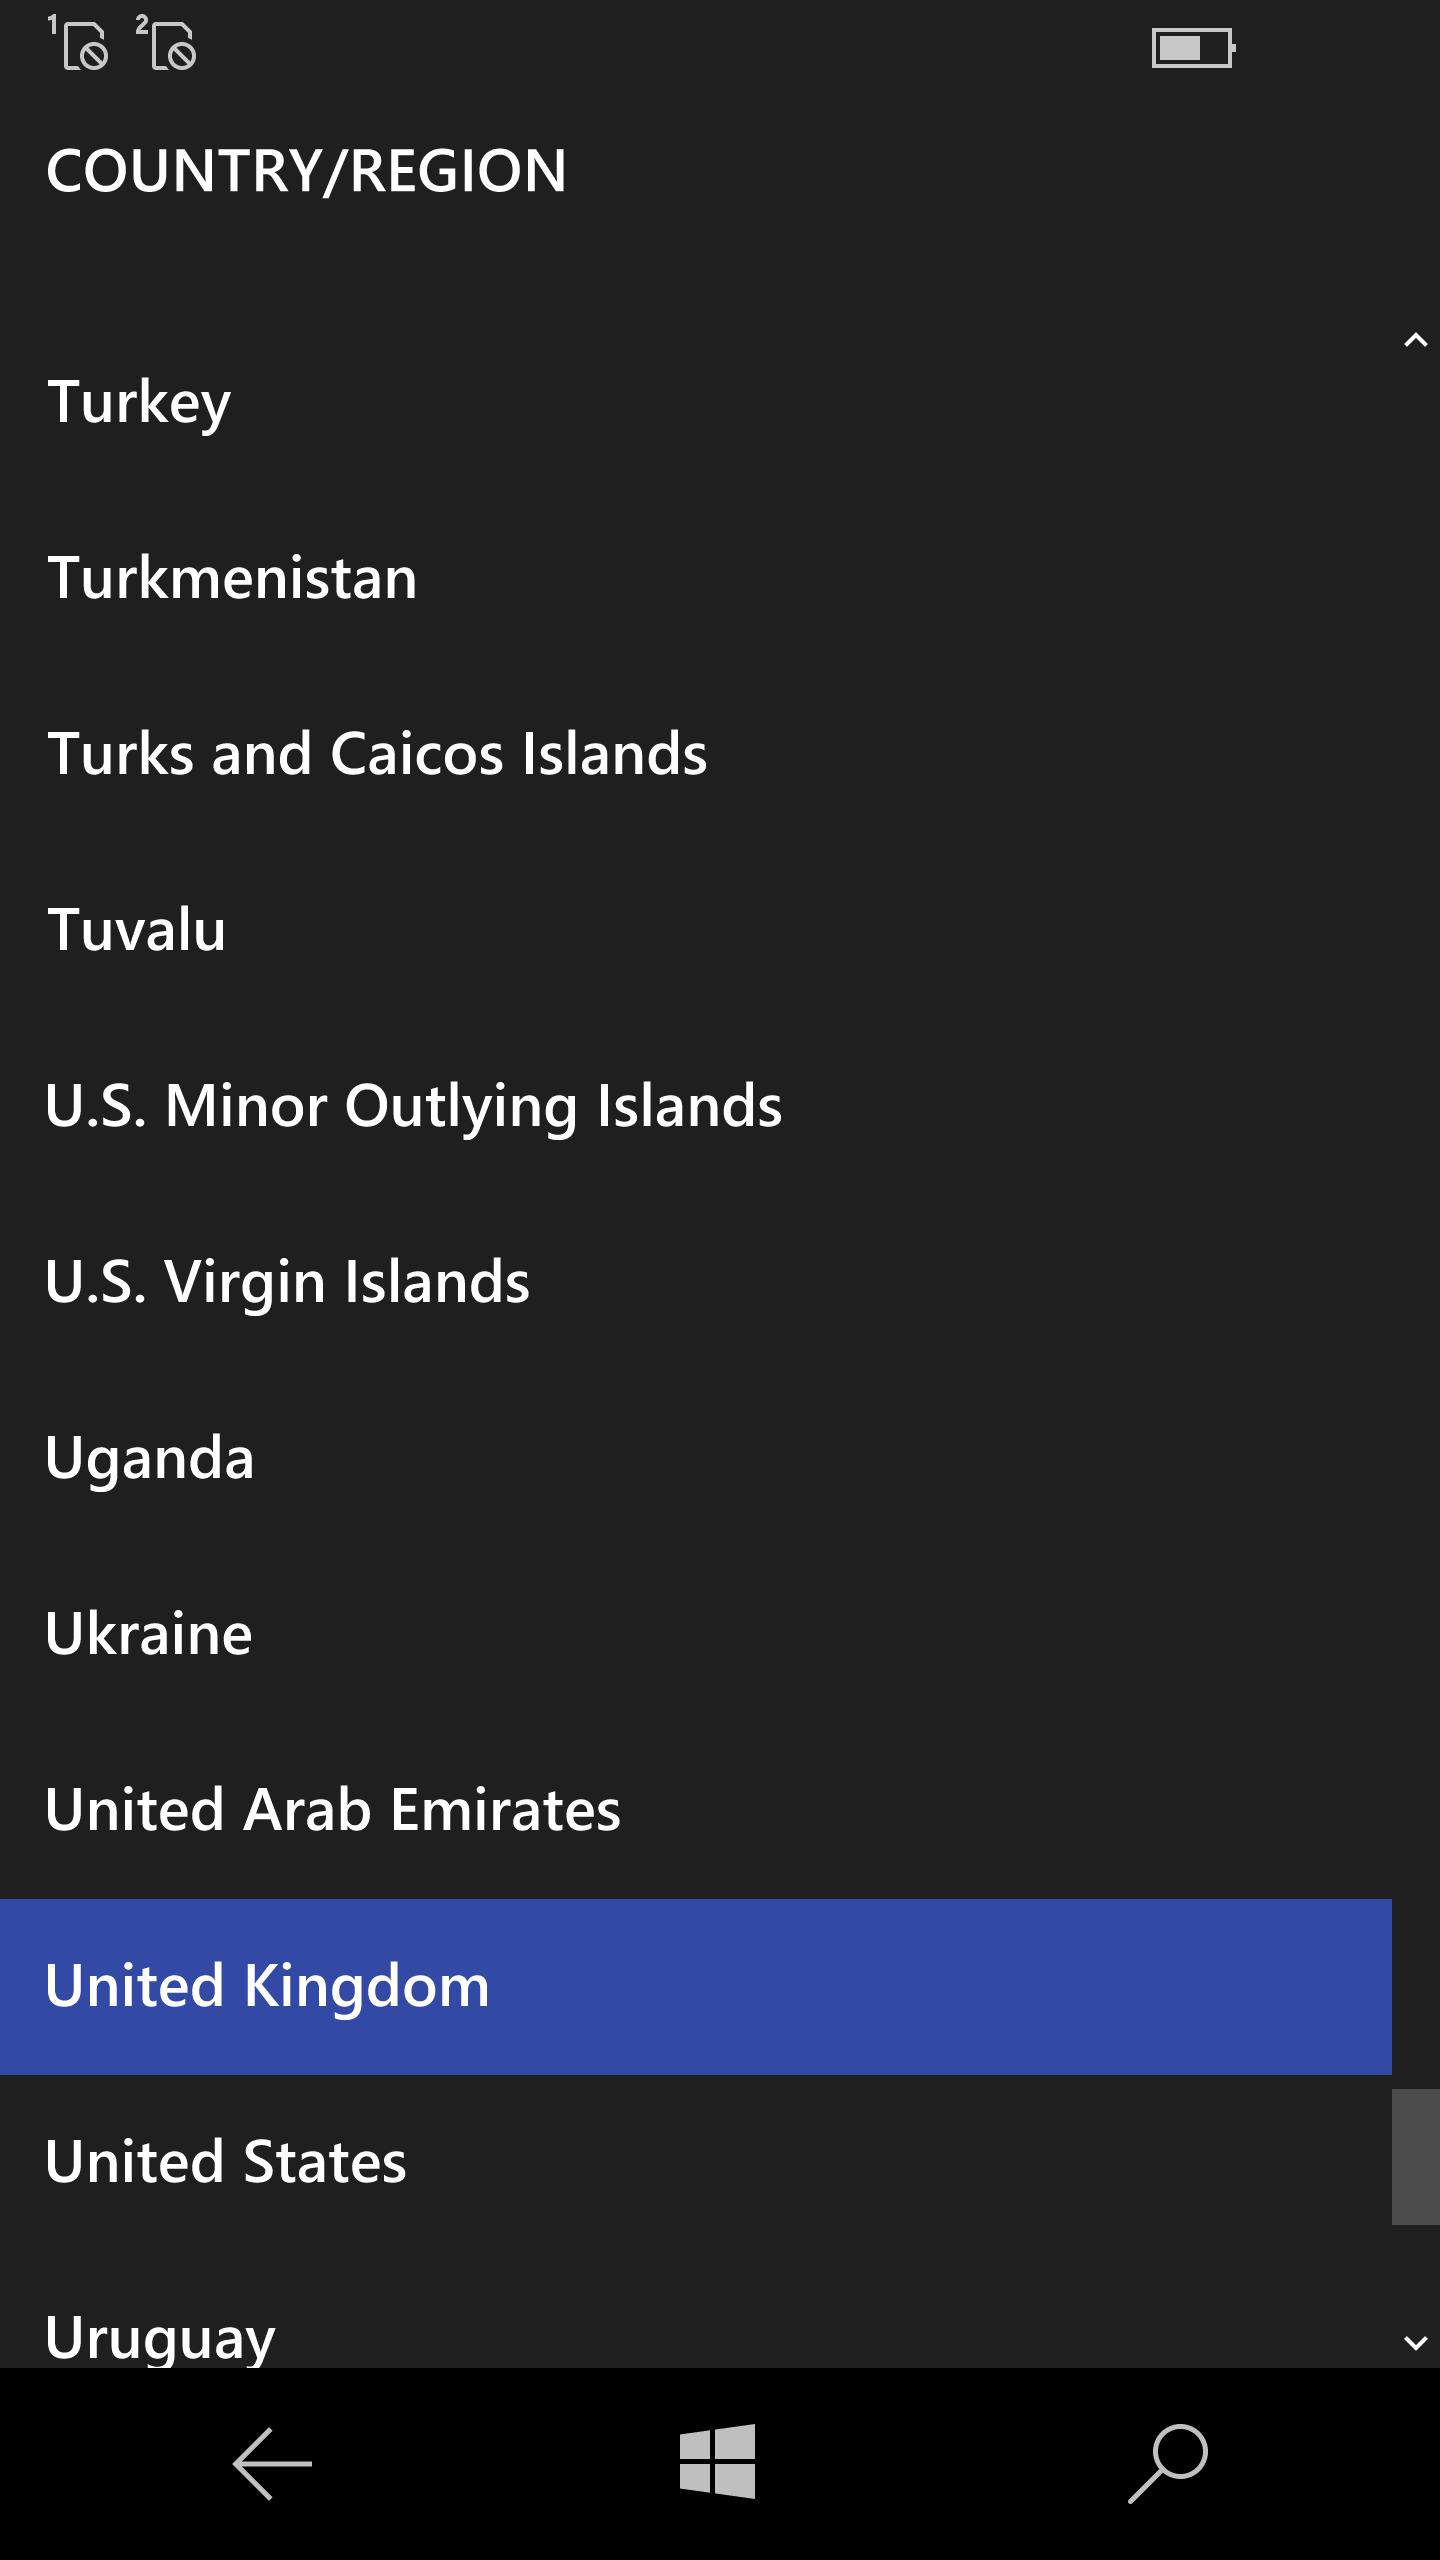 1 2
COUNTRY/REGION
Turkey
Turkmenistan
Turks and Caicos Islands
Tuvalu
U.S. Minor Outlying Islands
U.S. Virgin Islands
Uganda
Ukraine
United Arab Emirates
United Kingdom
United States
Uruguay